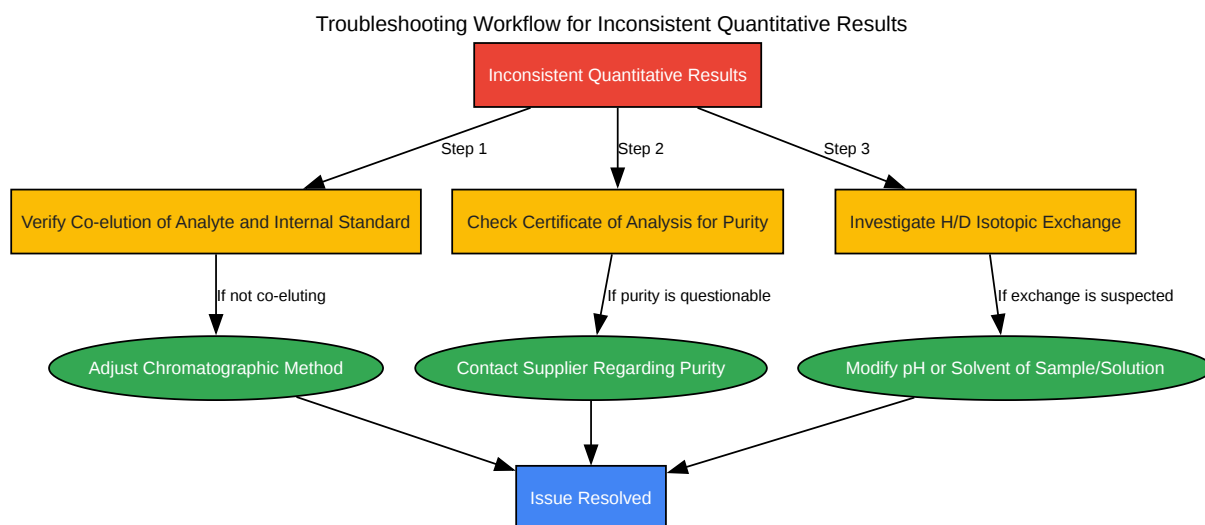 Troubleshooting Workflow for Inconsistent Quantitative Results
Inconsistent Quantitative Results
Step 1
Step 2
Step 3
Verify Co-elution of Analyte and Internal Standard
Check Certificate of Analysis for Purity
Investigate H/D Isotopic Exchange
If not co-eluting
If purity is questionable
If exchange is suspected
Adjust Chromatographic Method
Contact Supplier Regarding Purity
Modify pH or Solvent of Sample/Solution
Issue Resolved